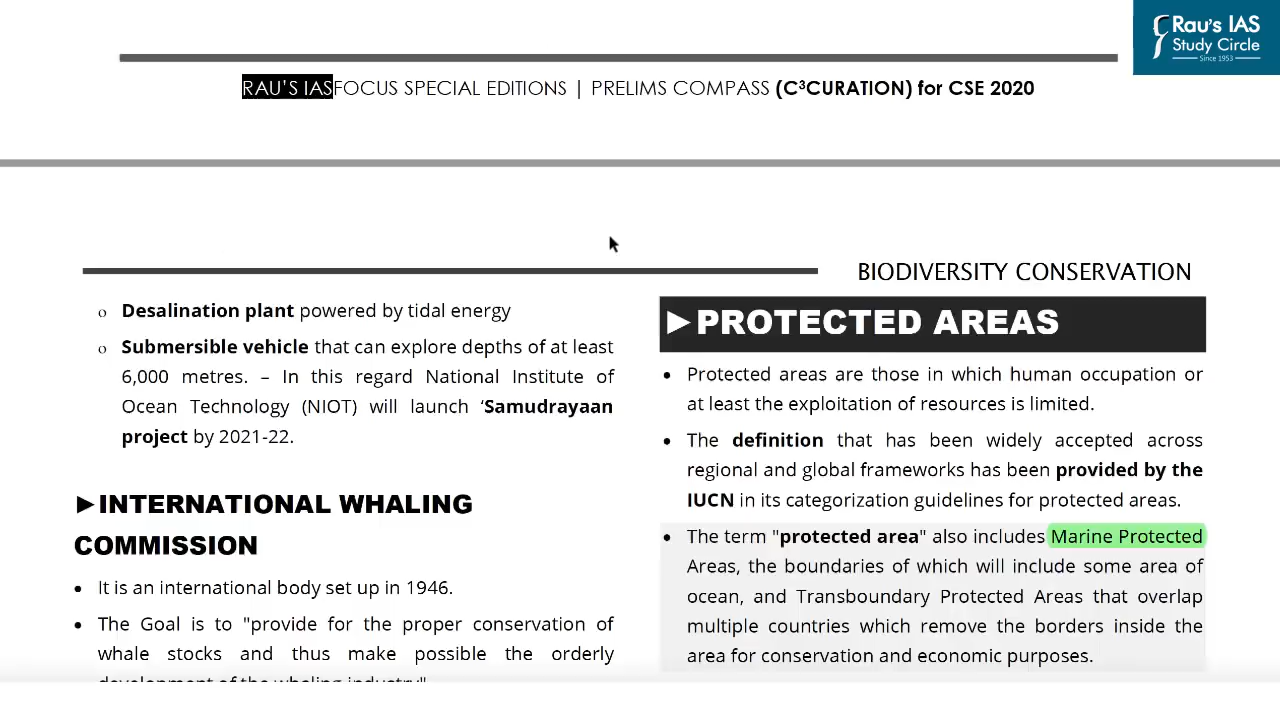 Rau's IAS
Study Circle
Since 1953
RAU'S IASFOCUS SPECIAL EDITIONS | PRELIMS COMPASS (C³CURATION) for CSE 2020
BIODIVERSITY CONSERVATION
o Desalination plant powered by tidal energy
o Submersible vehicle that can explore depths of at least
6,000 metres. – In this regard National Institute of
Ocean Technology (NIOT) will launch ‘Samudrayaan
project by 2021-22.
►INTERNATIONAL WHALING
COMMISSION
• It is an international body set up in 1946.
• The Goal is to "provide for the proper conservation of
whale stocks and thus make possible the orderly
development of the whaling industry"
►PROTECTED AREAS
• Protected areas are those in which human occupation or
at least the exploitation of resources is limited.
• The definition that has been widely accepted across
regional and global frameworks has been provided by the
IUCN in its categorization guidelines for protected areas.
• The term "protected area" also includes Marine Protected
Areas, the boundaries of which will include some area of
ocean, and Transboundary Protected Areas that overlap
multiple countries which remove the borders inside the
area for conservation and economic purposes.